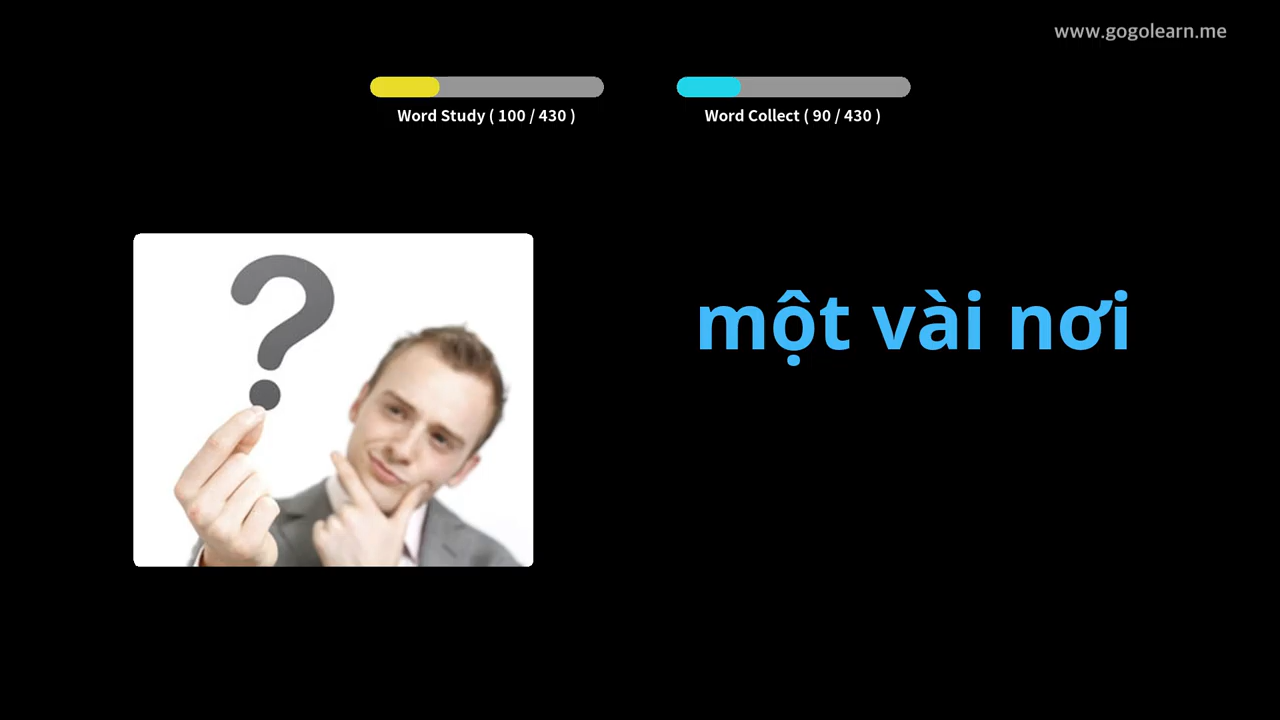 www.gogolearn.me
Word Study ( 100 / 430 )
Word Collect ( 90 / 430 )
?
một vài nơi